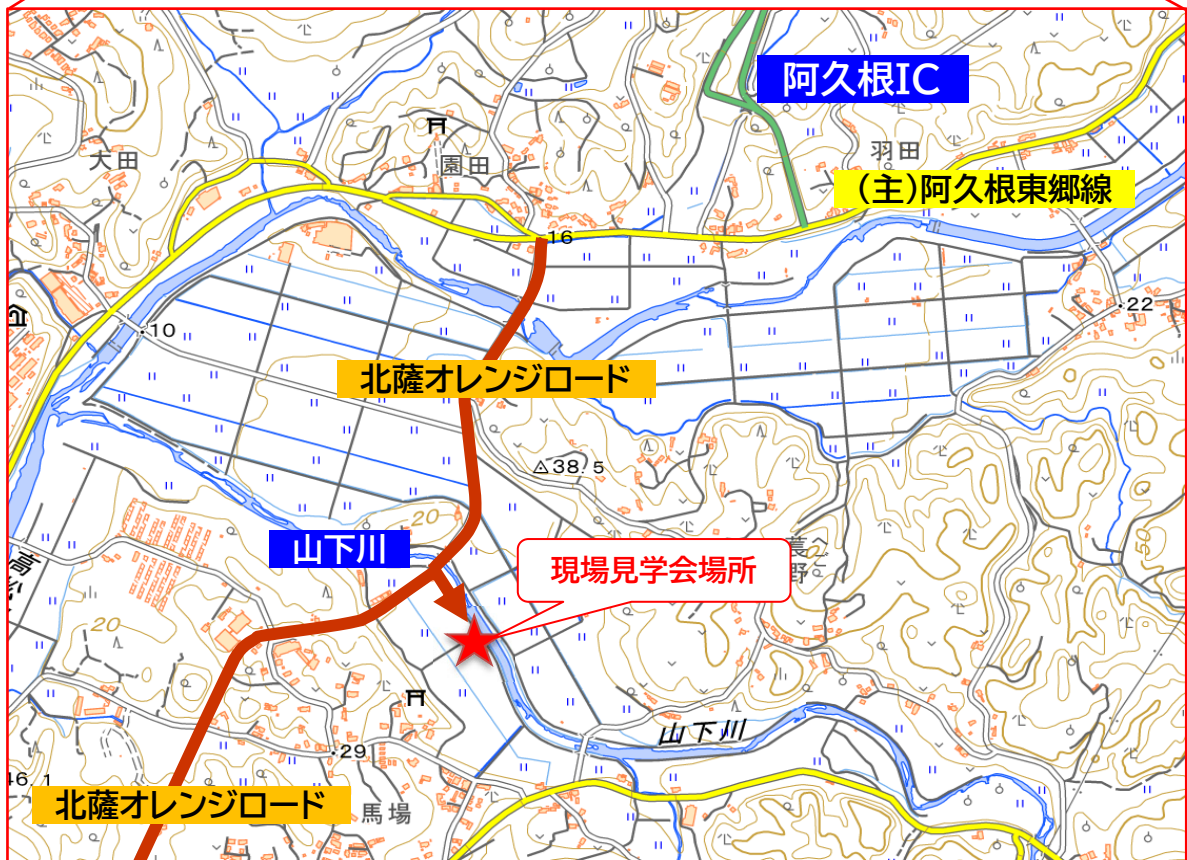 阿久根IC
大田
園田
羽田
(主)阿久根東郷線
16
22
10
北薩オレンジロード
38.5
20
山下川
現場見学会場所
50
20
山下川
29
46.1
北薩オレンジロード
馬場